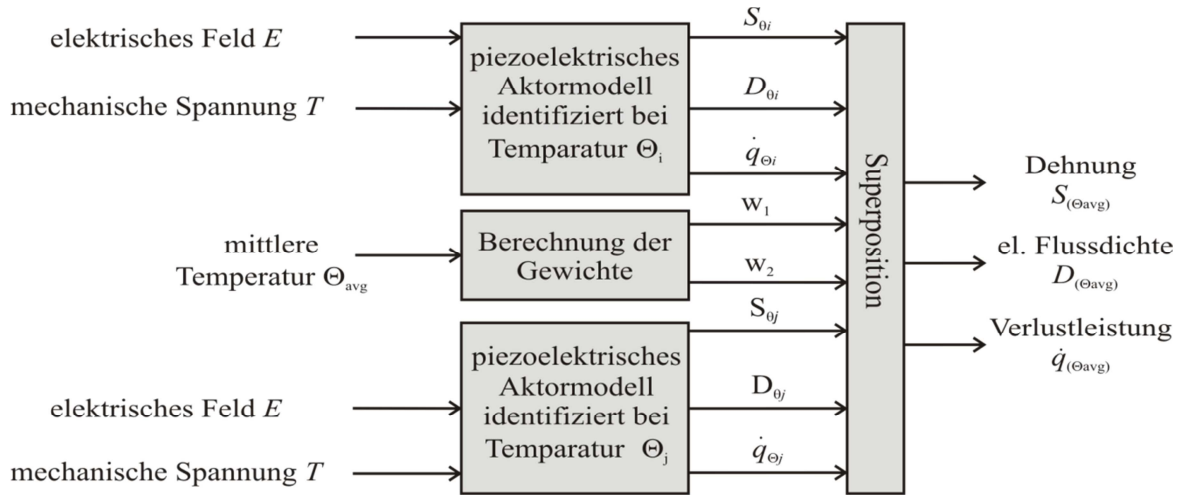 elektrisches Feld E
mechanische Spannung T
piezoelektrisches
Aktormodell
identifiziert bei
Temparatur Θi
Sθi
Dθi
q̇Θi
mittlere
Temperatur Θavg
Berechnung der
Gewichte
w1
w2
elektrisches Feld E
mechanische Spannung T
piezoelektrisches
Aktormodell
identifiziert bei
Temparatur Θj
Sθj
Dθj
q̇Θj
Superposition
Dehnung
S(Θavg)
el. Flussdichte
D(Θavg)
Verlustleistung
q̇(Θavg)